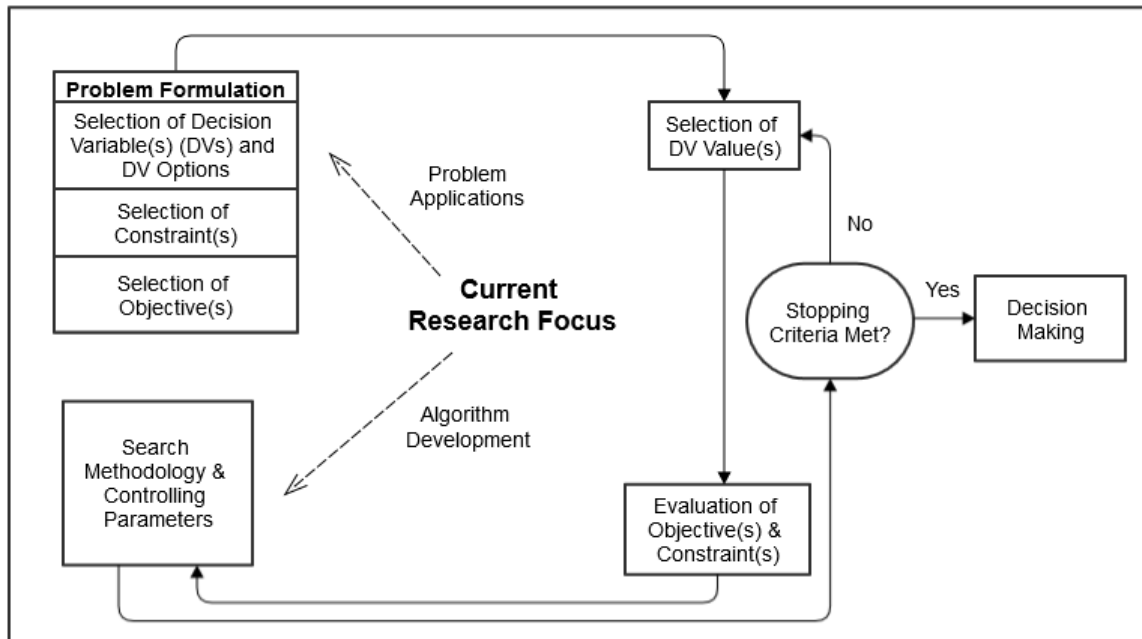 Problem Formulation
Selection of Decision
Variable(s) (DVs) and
DV Options
Selection of
Constraint(s)
Selection of
Objective(s)
Problem
Applications
Current
Research Focus
Algorithm
Development
Search
Methodology &
Controlling
Parameters
Selection of
DV Value(s)
No
Stopping
Criteria Met?
Yes
Decision
Making
Evaluation of
Objective(s) &
Constraint(s)